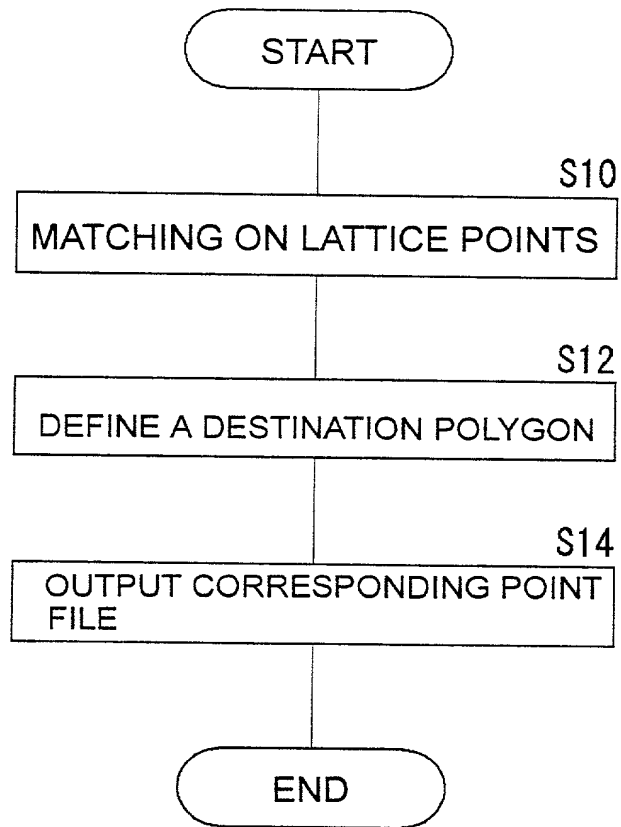 START
S10
MATCHING ON LATTICE POINTS
S12
DEFINE A DESTINATION POLYGON
S14
OUTPUT CORRESPONDING POINT
FILE
END